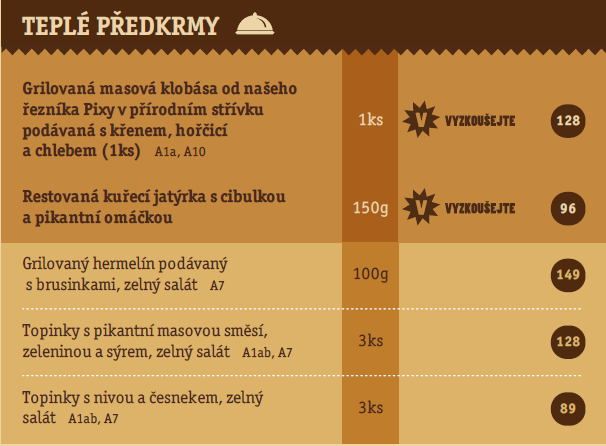 TEPLÉ PŘEDKRMY
Grilovaná masová klobása od našeho
řezníka Pixy v přírodním střívku
podávaná s křenem, hořčicí
a chlebem (1ks) A1a, A10
1ks
V VYZKOUŠEJTE
128
Restovaná kuřecí jatýrka s cibulkou
a pikantní omáčkou
150g
V VYZKOUŠEJTE
96
Grilovaný hermelín podávaný
s brusinkami, zelný salát A7
100g
149
Topinky s pikantní masovou směsí,
zeleninou a sýrem, zelný salát A1ab, A7
3ks
128
Topinky s nivou a česnekem, zelný
salát A1ab, A7
3ks
89